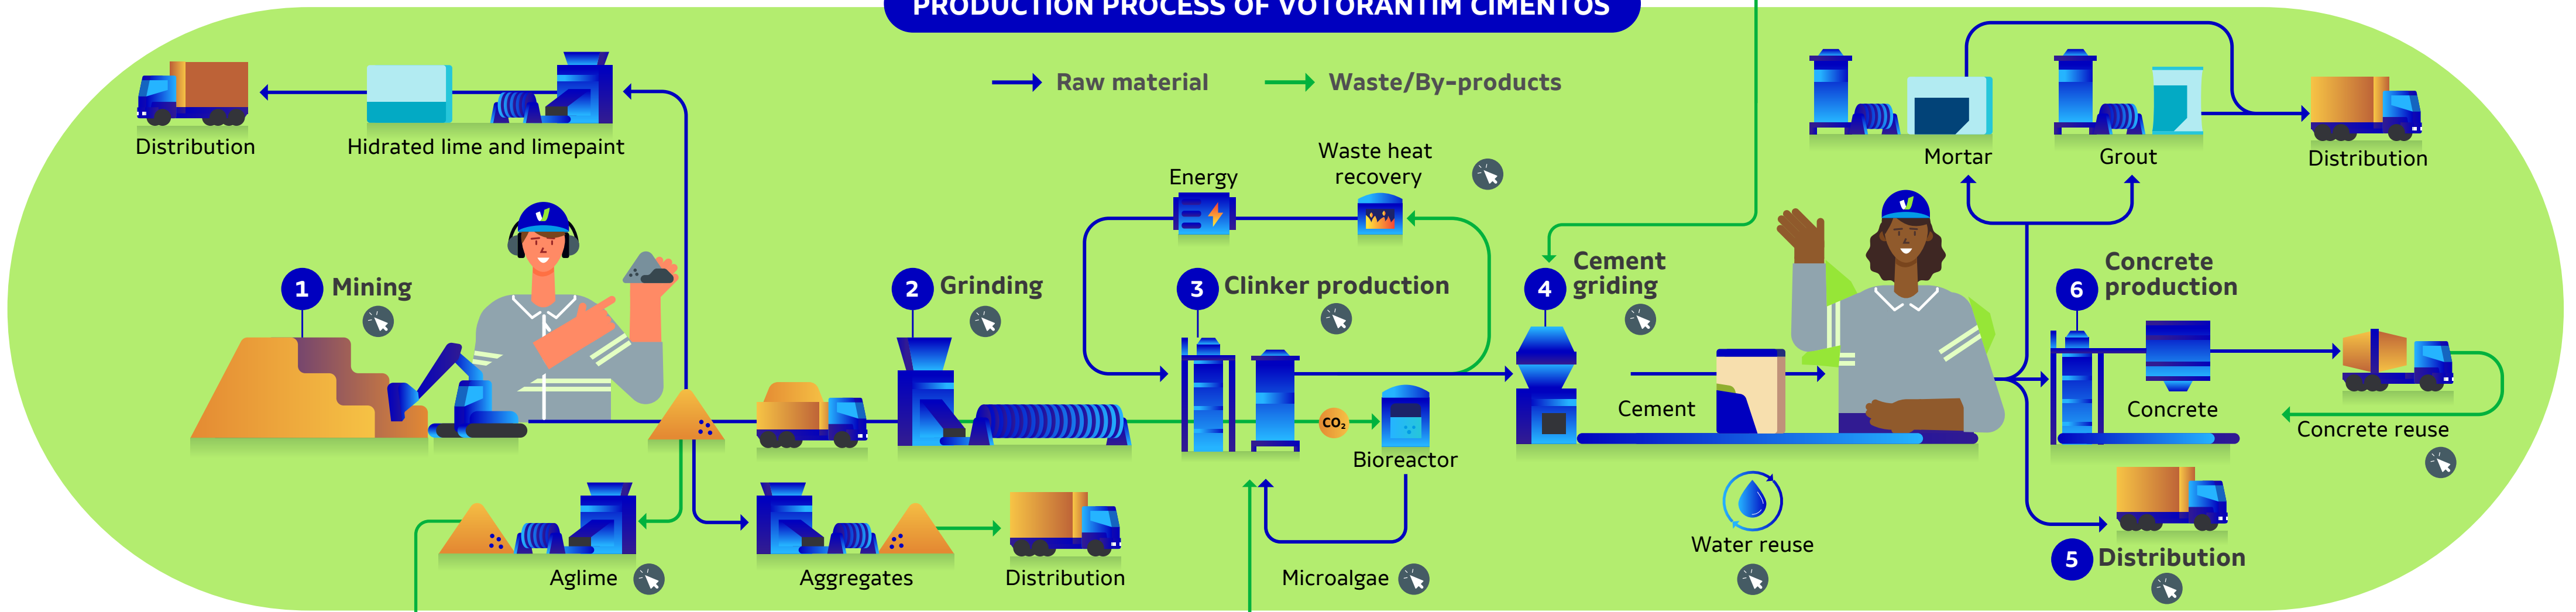 PRODUCTION PROCESS OF VOTORANTIM CIMENTOS
Raw material
Waste/By-products
Distribution
Hidrated lime and limepaint
Mortar
Grout
Distribution
Energy
Waste heat
recovery
1 Mining
2 Grinding
3 Clinker production
4 Cement
griding
6 Concrete
production
CO₂
Bioreactor
Cement
Concrete
Concrete reuse
Aglime
Aggregates
Distribution
Microalgae
Water reuse
5 Distribution